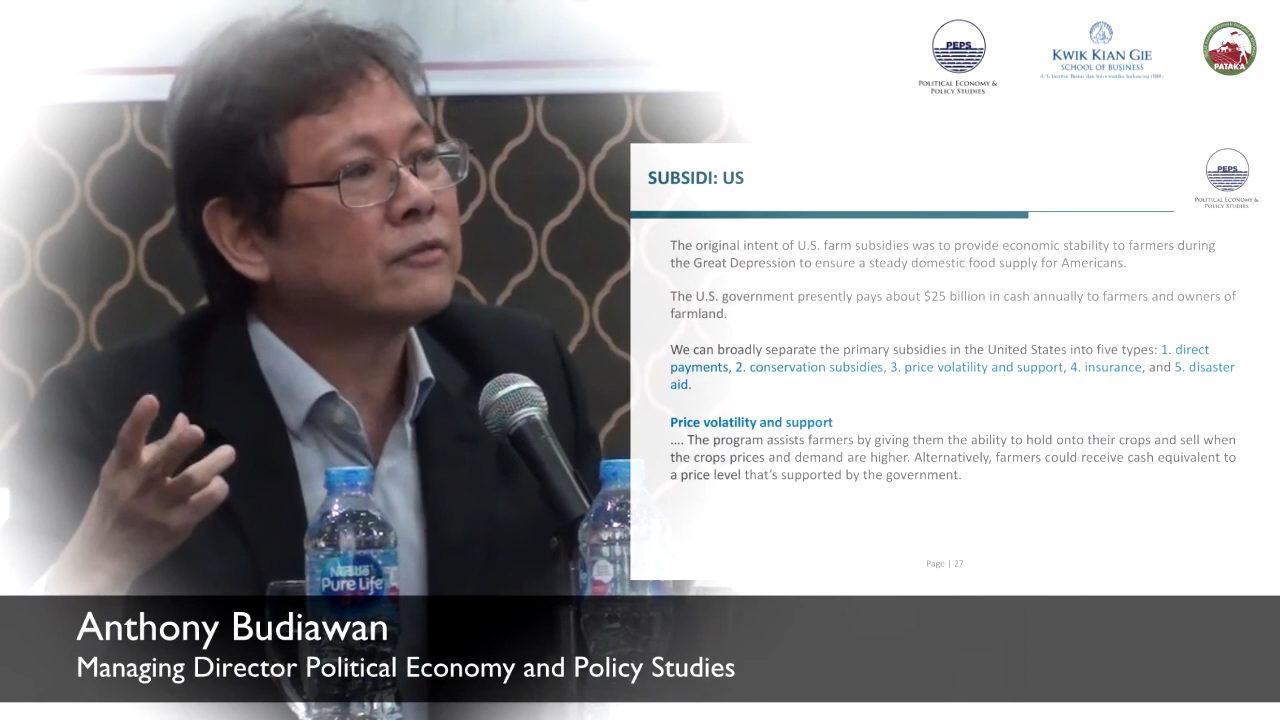 PEPS
POLITICAL ECONOMY &
POLICY STUDIES
KWIK KIAN GIE
SCHOOL OF BUSINESS
PATAKA
SUBSIDI: US
PEPS
POLITICAL ECONOMY &
POLICY STUDIES
The original intent of U.S. farm subsidies was to provide economic stability to farmers during
the Great Depression to ensure a steady domestic food supply for Americans.
The U.S. government presently pays about $25 billion in cash annually to farmers and owners of
farmland.
We can broadly separate the primary subsidies in the United States into five types: 1. direct
payments, 2. conservation subsidies, 3. price volatility and support, 4. insurance, and 5. disaster
aid.
Price volatility and support
.... The program assists farmers by giving them the ability to hold onto their crops and sell when
the crops prices and demand are higher. Alternatively, farmers could receive cash equivalent to
a price level that's supported by the government.
Page | 27
Nestlé
Pure Life
Anthony Budiawan
Managing Director Political Economy and Policy Studies